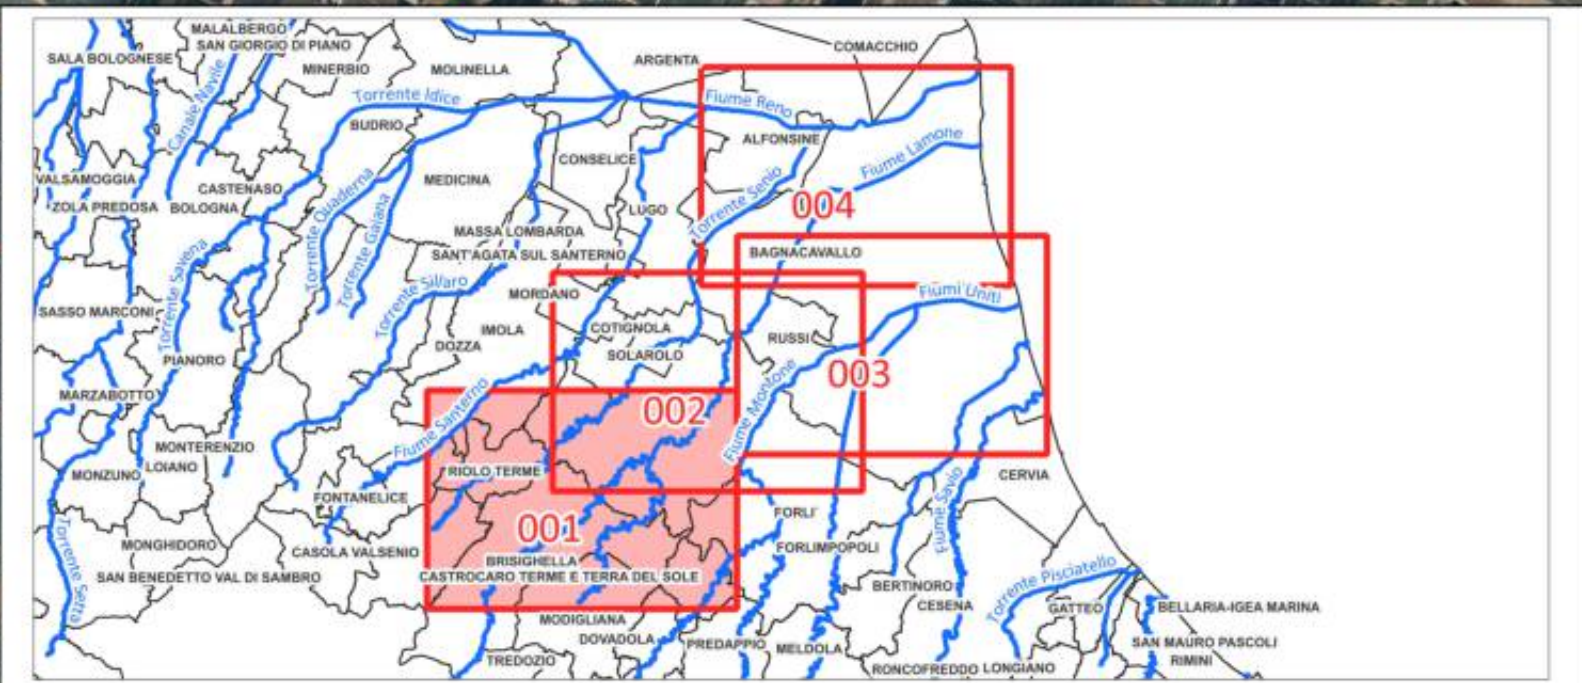 MALALBERGO
SAN GIORGIO DI PIANO
COMACCHIO
SALA BOLOGNESE
ARGENTA
MINERBIO
MOLINELLA
Canale Navile
Torrente Idice
Fiume Reno
BUDRIO
ALFONSINE
Fiume Lamone
CONSELICE
VALSAMOGGIA
MEDICINA
CASTENASO
ZOLA PREDOSA
BOLOGNA
Torrente Quaderna
Torrente Gaiana
LUGO
Torrente Senio
004
MASSA LOMBARDA
SANT'AGATA SUL SANTERNO
BAGNACAVALLO
Torrente Savena
Torrente Sillaro
MORDANO
Fiumi Uniti
SASSO MARCONI
IMOLA
COTIGNOLA
RUSSI
DOZZA
SOLAROLO
PIANORO
003
MARZABOTTO
002
Fiume Santerno
Fiume Montone
MONTERENZIO
LOIANO
MONZUNO
RIOLO TERME
CERVIA
FONTANELICE
Fiume Savio
FORLI'
001
MONGHIDORO
CASOLA VALSENIO
FORLIMPOPOLI
BRISIGHELLA
SAN BENEDETTO VAL DI SAMBRO
CASTROCARO TERME E TERRA DEL SOLE
BERTINORO
Torrente Pisciatello
Torrente Setta
CESENA
GATTEO
BELLARIA-IGEA MARINA
MODIGLIANA
DOVADOLA
PREDAPPIO
MELDOLA
SAN MAURO PASCOLI
TREDOZIO
RIMINI
RONCOFREDDO
LONGIANO